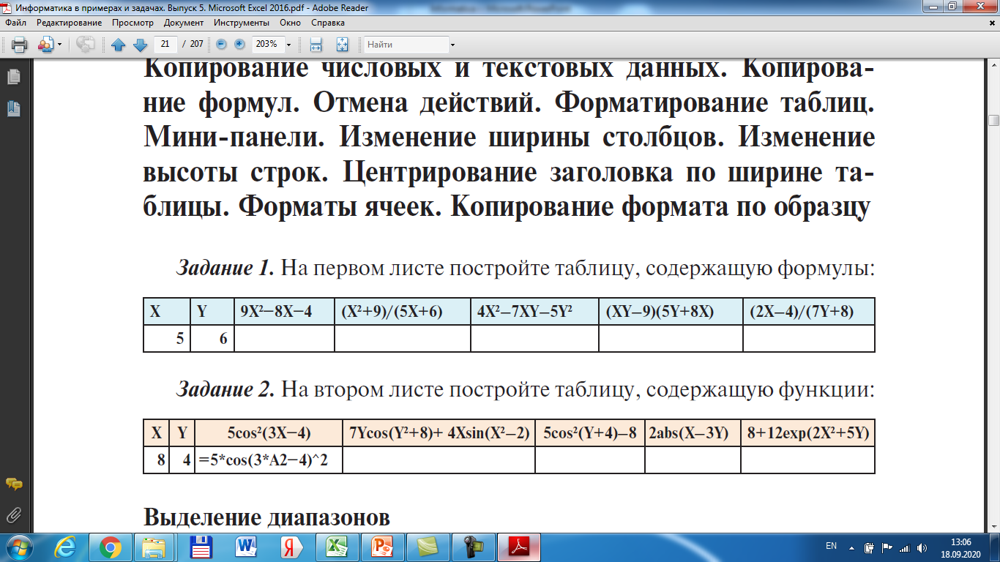 Информатика в примерах и задачах. Выпуск 5. Microsoft Excel 2016.pdf - Adobe Reader
Файл Редактирование Просмотр Документ Инструменты Окно Справка
21 / 207 203% Найти
Копирование числовых и текстовых данных. Копирова-
ние формул. Отмена действий. Форматирование таблиц.
Мини-панели. Изменение ширины столбцов. Изменение
высоты строк. Центрирование заголовка по ширине та-
блицы. Форматы ячеек. Копирование формата по образцу
Задание 1. На первом листе постройте таблицу, содержащую формулы:
X Y 9X²−8X−4 (X²+9)/(5X+6) 4X²–7XY–5Y² (XY–9)(5Y+8X) (2X–4)/(7Y+8)
5 6
Задание 2. На втором листе постройте таблицу, содержащую функции:
X Y 5cos²(3X−4) 7Ycos(Y²+8)+ 4Xsin(X²–2) 5cos²(Y+4)–8 2abs(X–3Y) 8+12exp(2X²+5Y)
8 4 =5*cos(3*A2−4)^2
Выделение диапазонов
EN 13:06
18.09.2020